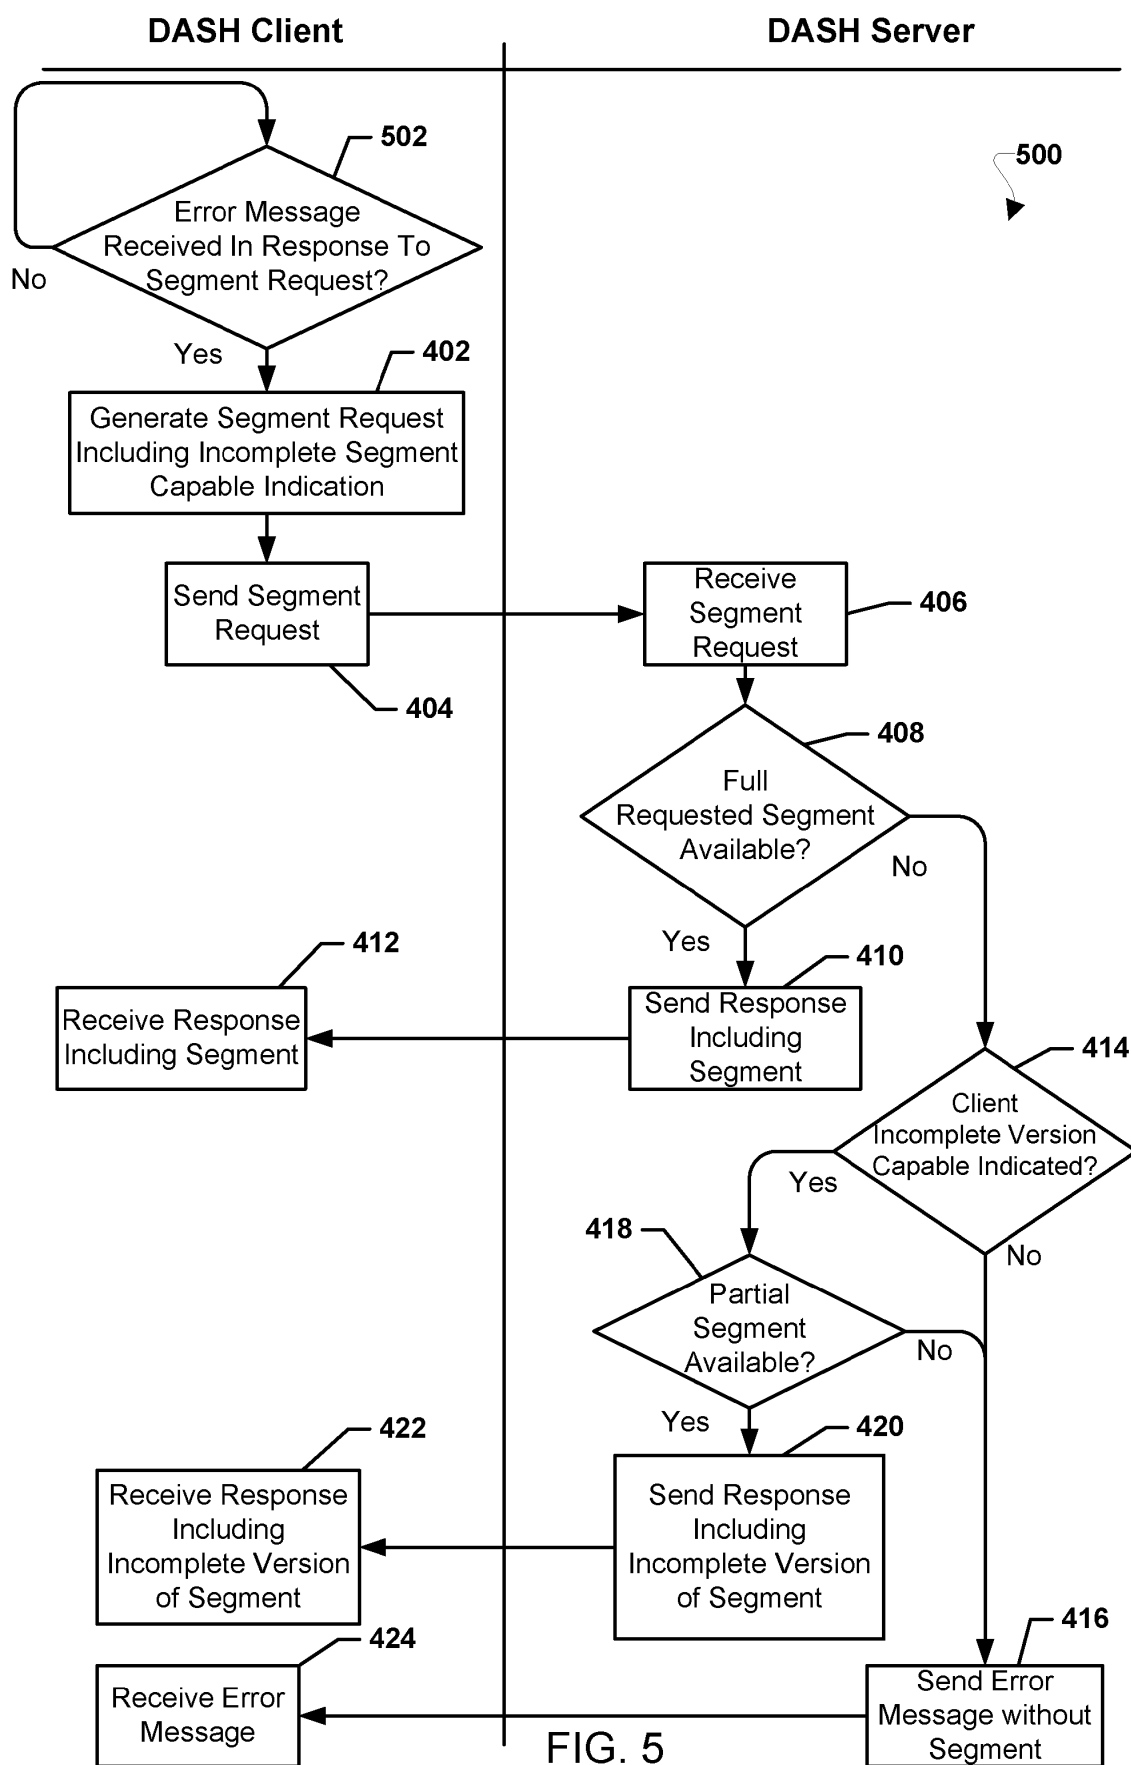 DASH Client
DASH Server
502
500
Error Message
Received In Response To
Segment Request?
No
Yes
402
Generate Segment Request
Including Incomplete Segment
Capable Indication
Send Segment
Request
404
Receive
Segment
Request
406
408
Full
Requested Segment
Available?
No
Yes
412
410
Receive Response
Including Segment
Send Response
Including
Segment
414
Client
Incomplete Version
Capable Indicated?
Yes
No
418
Partial
Segment
Available?
No
Yes
422
420
Receive Response
Including
Incomplete Version
of Segment
Send Response
Including
Incomplete Version
of Segment
424
416
Receive Error
Message
Send Error
Message without
Segment
FIG. 5